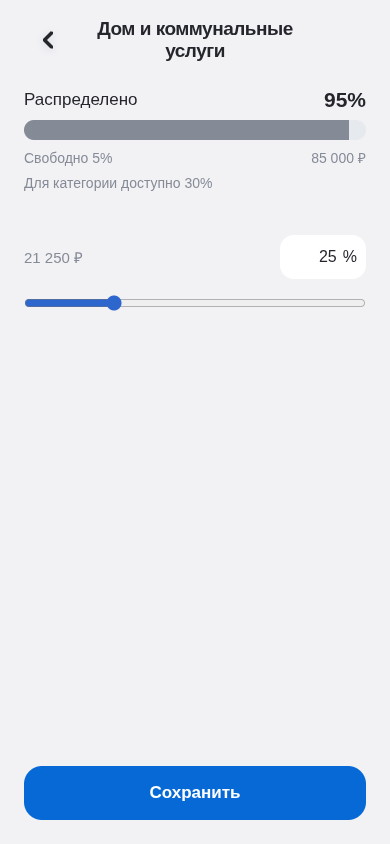 Дом и коммунальные
услуги
Распределено 95%
Свободно 5% 85 000 ₽
Для категории доступно 30%
21 250 ₽ 25 %
Сохранить